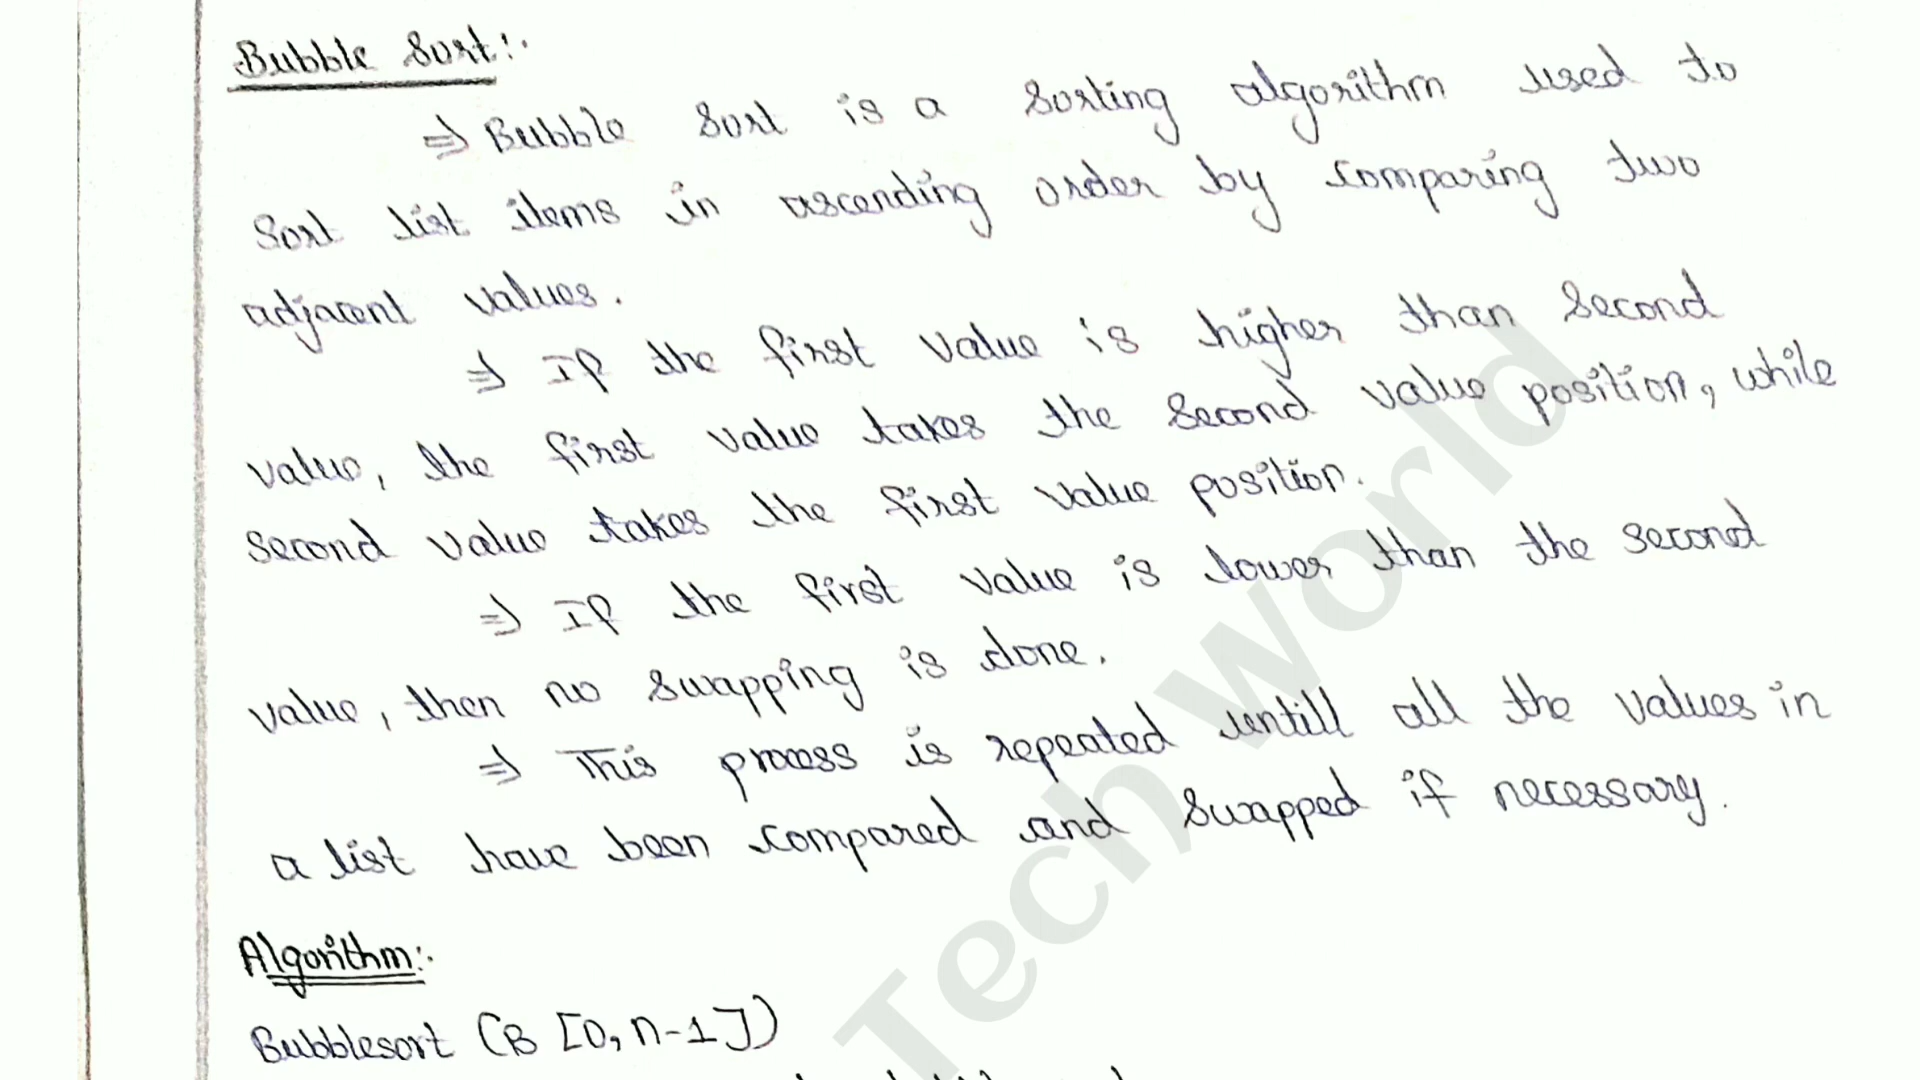 Bubble Sort:-
⇒ Bubble Sort is a Sorting algorithm used to
Sort list items in ascending order by comparing two
adjacent values.
⇒ If the first value is higher than second
value, the first value takes the second value position, while
second value takes the first value position.
⇒ If the first value is lower than the second
value, then no swapping is done.
⇒ This process is repeated untill all the values in
a list have been compared and swapped if necessary.
Algorithm:-
Bubblesort (B [0, n-1])
Tech world